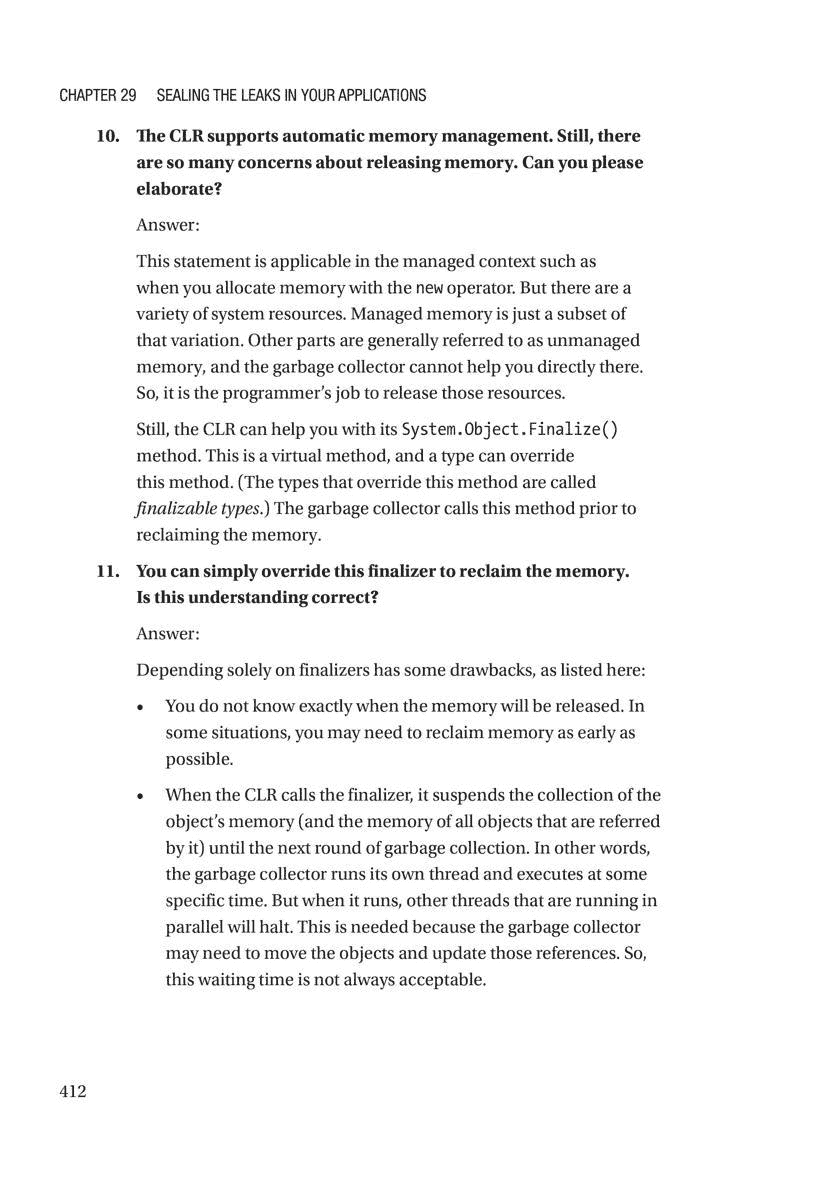 CHAPTER 29 SEALING THE LEAKS IN YOUR APPLICATIONS
10. The CLR supports automatic memory management. Still, there
are so many concerns about releasing memory. Can you please
elaborate?
Answer:
This statement is applicable in the managed context such as
when you allocate memory with the new operator. But there are a
variety of system resources. Managed memory is just a subset of
that variation. Other parts are generally referred to as unmanaged
memory, and the garbage collector cannot help you directly there.
So, it is the programmer’s job to release those resources.
Still, the CLR can help you with its System.Object.Finalize()
method. This is a virtual method, and a type can override
this method. (The types that override this method are called
finalizable types.) The garbage collector calls this method prior to
reclaiming the memory.
11. You can simply override this finalizer to reclaim the memory.
Is this understanding correct?
Answer:
Depending solely on finalizers has some drawbacks, as listed here:
• You do not know exactly when the memory will be released. In
some situations, you may need to reclaim memory as early as
possible.
• When the CLR calls the finalizer, it suspends the collection of the
object’s memory (and the memory of all objects that are referred
by it) until the next round of garbage collection. In other words,
the garbage collector runs its own thread and executes at some
specific time. But when it runs, other threads that are running in
parallel will halt. This is needed because the garbage collector
may need to move the objects and update those references. So,
this waiting time is not always acceptable.
412